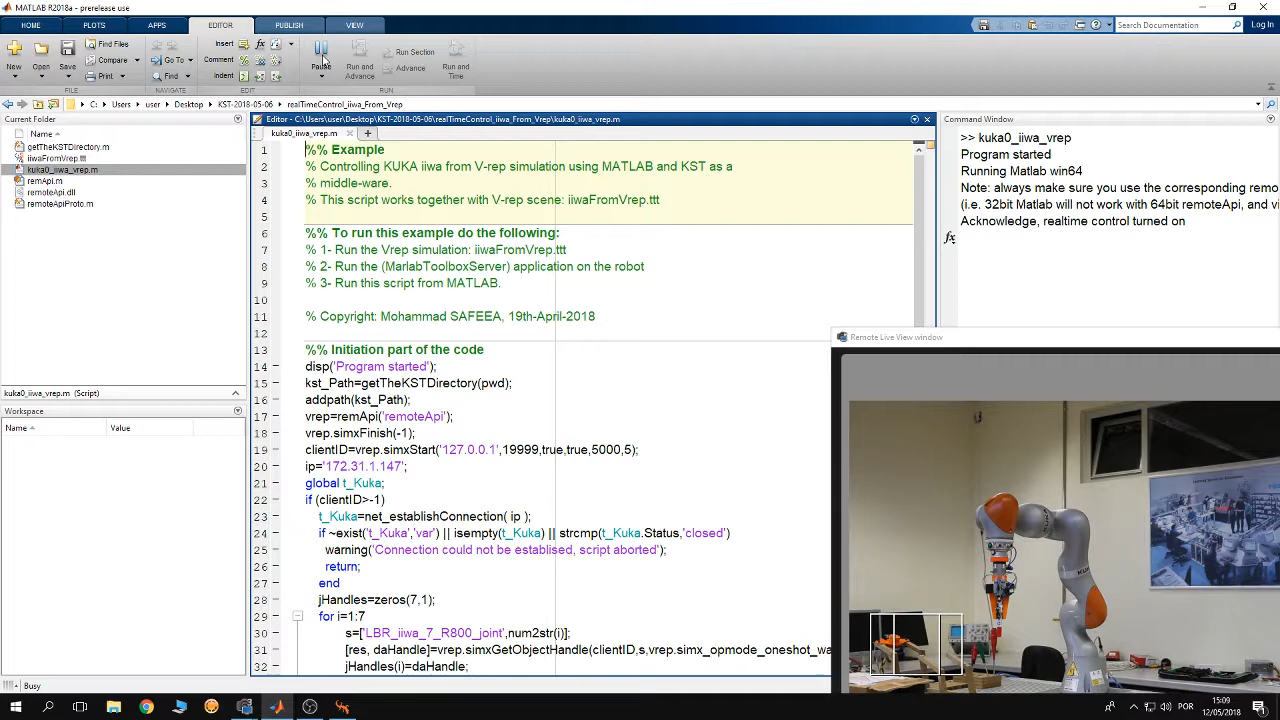 MATLAB R2018a - prerelease use
HOME PLOTS APPS EDITOR PUBLISH VIEW Search Documentation Log In
New Open Save Find Files Compare Print
Insert Comment Indent
Go To Find
Pause Run and Advance Run Section Advance Run and Time
FILE EDIT RUN
C: Users user Desktop KST-2018-05-06 realTimeControl_iiwa_From_Vrep
Current Folder
Name
getTheKSTDirectory.m
iiwaFromVrep.ttt
kuka0_iiwa_vrep.m
remApi.m
remoteApi.dll
remoteApiProto.m
kuka0_iiwa_vrep.m (Script)
Workspace
Name Value
Busy
Editor - C:\Users\user\Desktop\KST-2018-05-06\realTimeControl_iiwa_From_Vrep\kuka0_iiwa_vrep.m
kuka0_iiwa_vrep.m
1 %% Example
2 % Controlling KUKA iiwa from V-rep simulation using MATLAB and KST as a
3 % middle-ware.
4 % This script works together with V-rep scene: iiwaFromVrep.ttt
5
6 %% To run this example do the following:
7 % 1- Run the Vrep simulation: iiwaFromVrep.ttt
8 % 2- Run the (MarlabToolboxServer) application on the robot
9 % 3- Run this script from MATLAB.
10
11 % Copyright: Mohammad SAFEEA, 19th-April-2018
12
13 %% Initiation part of the code
14 disp('Program started');
15 kst_Path=getTheKSTDirectory(pwd);
16 addpath(kst_Path);
17 vrep=remApi('remoteApi');
18 vrep.simxFinish(-1);
19 clientID=vrep.simxStart('127.0.0.1',19999,true,true,5000,5);
20 ip='172.31.1.147';
21 global t_Kuka;
22 if (clientID>-1)
23 t_Kuka=net_establishConnection( ip );
24 if ~exist('t_Kuka','var') || isempty(t_Kuka) || strcmp(t_Kuka.Status,'closed')
25 warning('Connection could not be establised, script aborted');
26 return;
27 end
28 jHandles=zeros(7,1);
29 for i=1:7
30 s=['LBR_iiwa_7_R800_joint',num2str(i)];
31 [res, daHandle]=vrep.simxGetObjectHandle(clientID,s,vrep.simx_opmode_oneshot_wa
32 jHandles(i)=daHandle;
Command Window
>> kuka0_iiwa_vrep
Program started
Running Matlab win64
Note: always make sure you use the corresponding remo
(i.e. 32bit Matlab will not work with 64bit remoteApi, and vi
Acknowledge, realtime control turned on
fx
Remote Live View window
KUKA
POR
15:09
12/05/2018